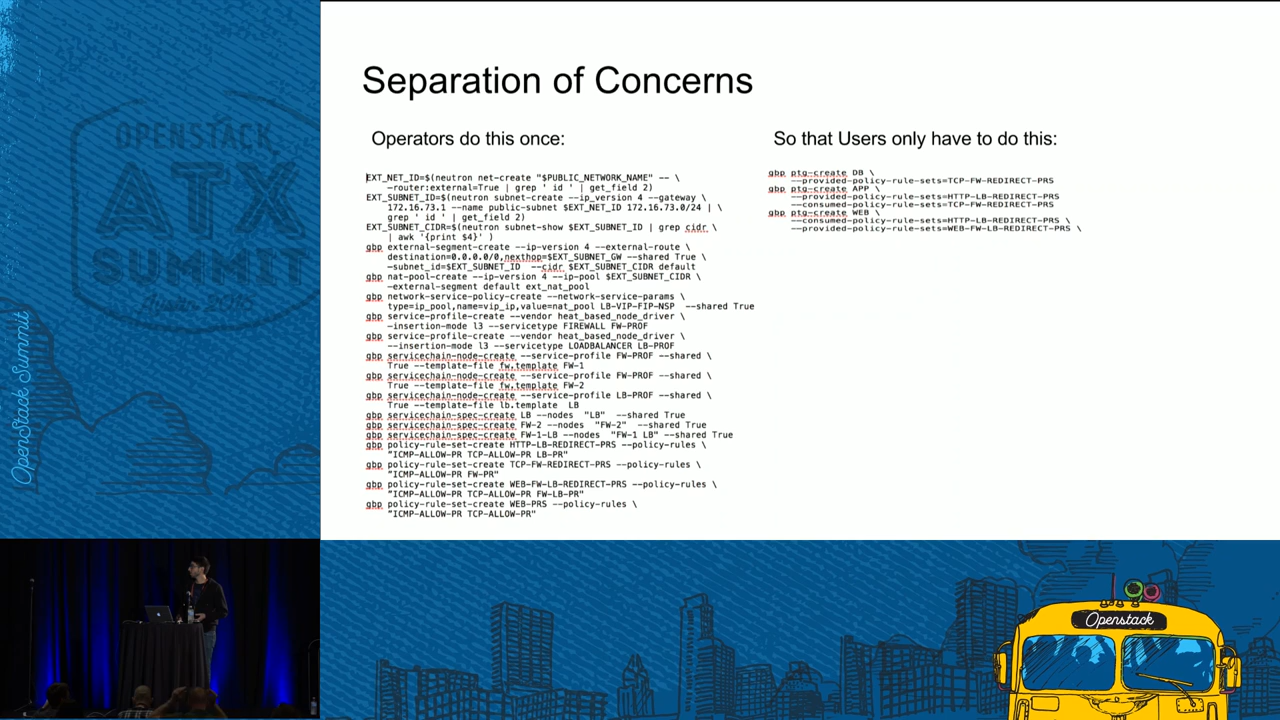 Separation of Concerns
Operators do this once:
EXT_NET_ID=$(neutron net-create "$PUBLIC_NETWORK_NAME" -- \
—router:external=True | grep ' id ' | get_field 2)
EXT_SUBNET_ID=$(neutron subnet-create --ip_version 4 --gateway \
172.16.73.1 --name public-subnet $EXT_NET_ID 172.16.73.0/24 | \
grep ' id ' | get_field 2)
EXT_SUBNET_CIDR=$(neutron subnet-show $EXT_SUBNET_ID | grep cidr \
| awk '{print $4}' )
gbp external-segment-create --ip-version 4 --external-route \
destination=0.0.0.0/0,nexthop=$EXT_SUBNET_GW --shared True \
—subnet_id=$EXT_SUBNET_ID --cidr $EXT_SUBNET_CIDR default
gbp nat-pool-create --ip-version 4 --ip-pool $EXT_SUBNET_CIDR \
—external-segment default ext_nat_pool
gbp network-service-policy-create --network-service-params \
type=ip_pool,name=vip_ip,value=nat_pool LB-VIP-FIP-NSP --shared True
gbp service-profile-create --vendor heat_based_node_driver \
—insertion-mode l3 --servicetype FIREWALL FW-PROF
gbp service-profile-create --vendor heat_based_node_driver \
--insertion-mode l3 --servicetype LOADBALANCER LB-PROF
gbp servicechain-node-create --service-profile FW-PROF --shared \
True --template-file fw.template FW-1
gbp servicechain-node-create --service-profile FW-PROF --shared \
True --template-file fw.template FW-2
gbp servicechain-node-create --service-profile LB-PROF --shared \
True --template-file lb.template LB
gbp servicechain-spec-create LB --nodes "LB" --shared True
gbp servicechain-spec-create FW-2 --nodes "FW-2" --shared True
gbp servicechain-spec-create FW-1-LB --nodes "FW-1 LB" --shared True
gbp policy-rule-set-create HTTP-LB-REDIRECT-PRS --policy-rules \
"ICMP-ALLOW-PR TCP-ALLOW-PR LB-PR"
gbp policy-rule-set-create TCP-FW-REDIRECT-PRS --policy-rules \
"ICMP-ALLOW-PR FW-PR"
gbp policy-rule-set-create WEB-FW-LB-REDIRECT-PRS --policy-rules \
"ICMP-ALLOW-PR TCP-ALLOW-PR FW-LB-PR"
gbp policy-rule-set-create WEB-PRS --policy-rules \
"ICMP-ALLOW-PR TCP-ALLOW-PR"
So that Users only have to do this:
gbp ptg-create DB \
--provided-policy-rule-sets=TCP-FW-REDIRECT-PRS
gbp ptg-create APP \
--provided-policy-rule-sets=HTTP-LB-REDIRECT-PRS
--consumed-policy-rule-sets=TCP-FW-REDIRECT-PRS
gbp ptg-create WEB \
--consumed-policy-rule-sets=HTTP-LB-REDIRECT-PRS \
--provided-policy-rule-sets=WEB-FW-LB-REDIRECT-PRS \
OPENSTACK
ATX
OpenStack Summit
Openstack